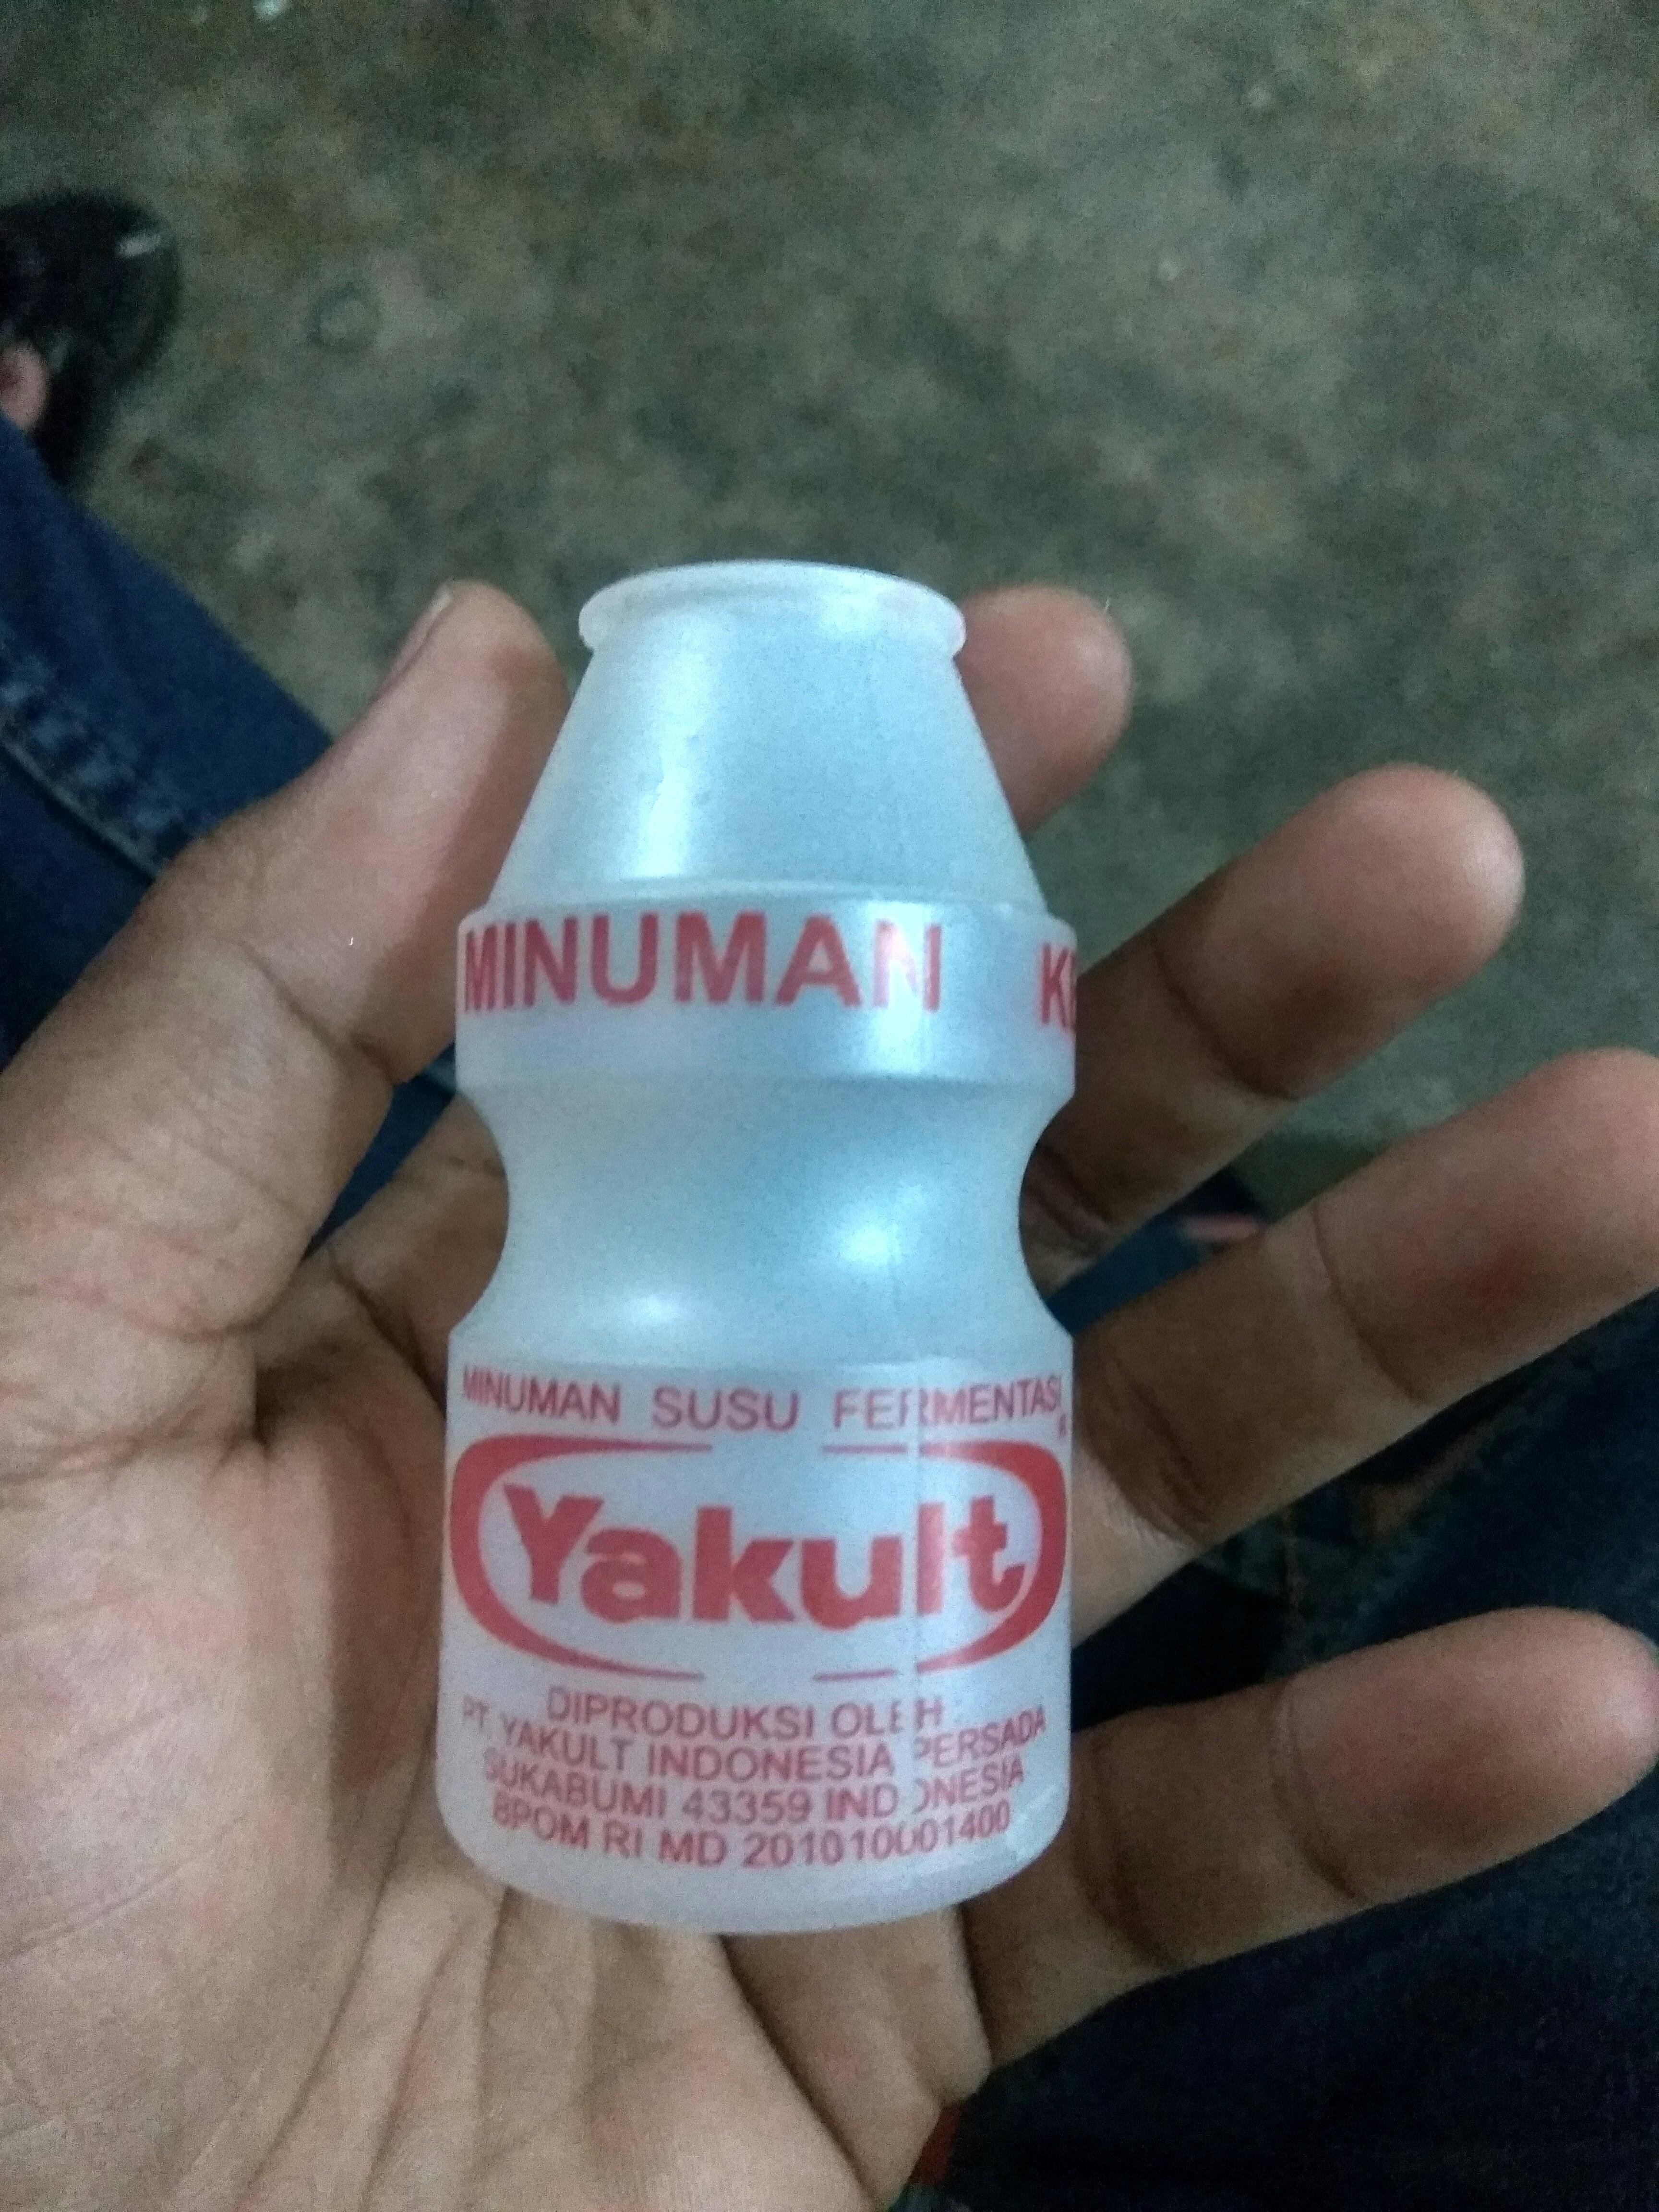 MINUMAN
MINUMAN SUSU FERMENTASI
Yakult
DIPRODUKSI OLEH
PT. YAKULT INDONESIA PERSADA
SUKABUMI 43359 INDONESIA
BPOM RI MD 201010001400